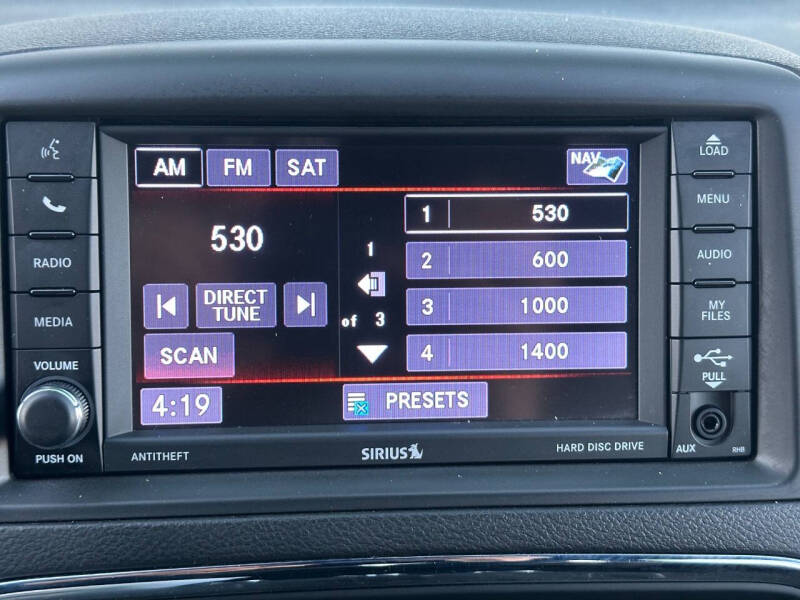 AM FM SAT NAV
530
1 530
2 600
3 1000
4 1400
1
of 3
DIRECT
TUNE
SCAN
4:19
PRESETS
RADIO
MEDIA
VOLUME
PUSH ON
LOAD
MENU
AUDIO
MY
FILES
PULL
AUX
RHB
ANTITHEFT
SIRIUS
HARD DISC DRIVE